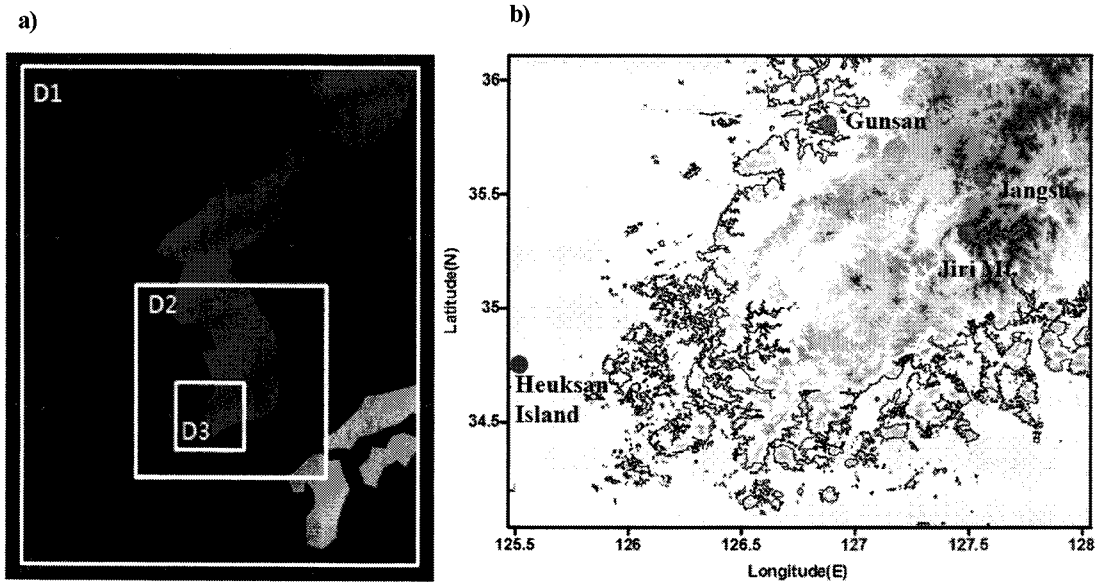 a)
D1
D2
D3
b)
Latitude(N)
36
35.5
35
34.5
Gunsan
Jangsu
Jiri Mt.
Heuksan
Island
125.5
126
126.5
127
127.5
128
Longitude(E)